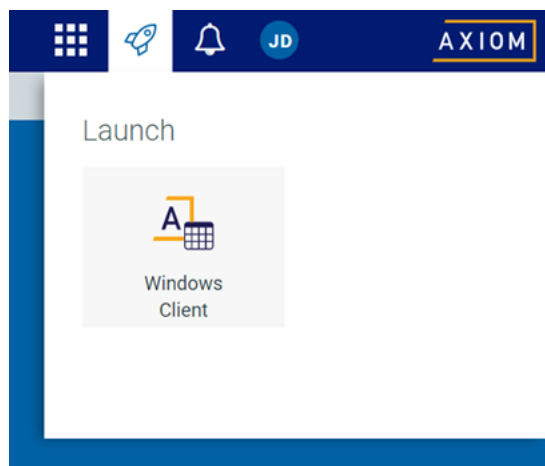 JD
AXIOM
Launch
A
Windows
Client